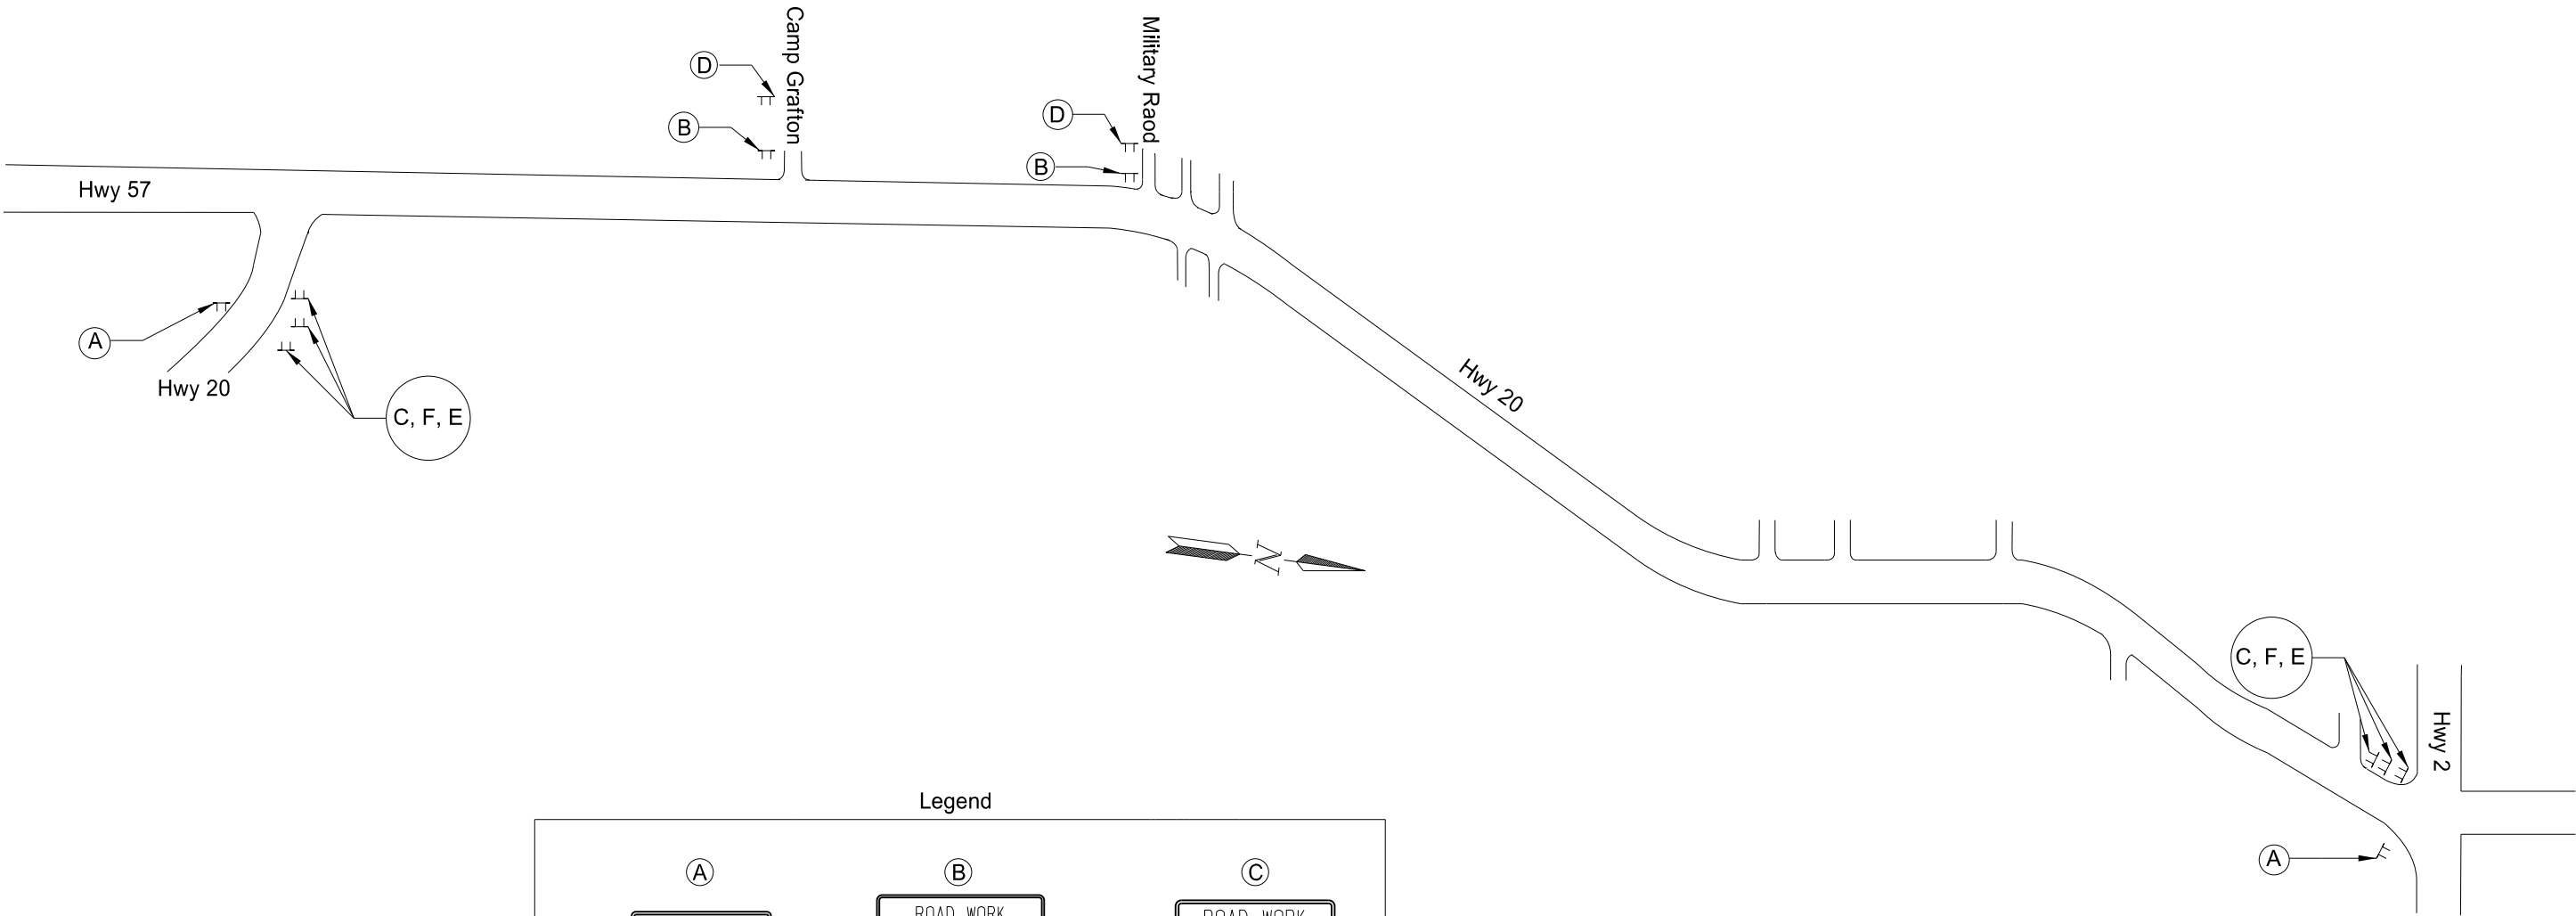 Camp Grafton
Military Raod
D
B
D
B
Hwy 57
A
Hwy 20
C, F, E
Hwy 20
N
C, F, E
Hwy 2
A
Legend
A
B
C
ROAD WORK
ROAD WORK